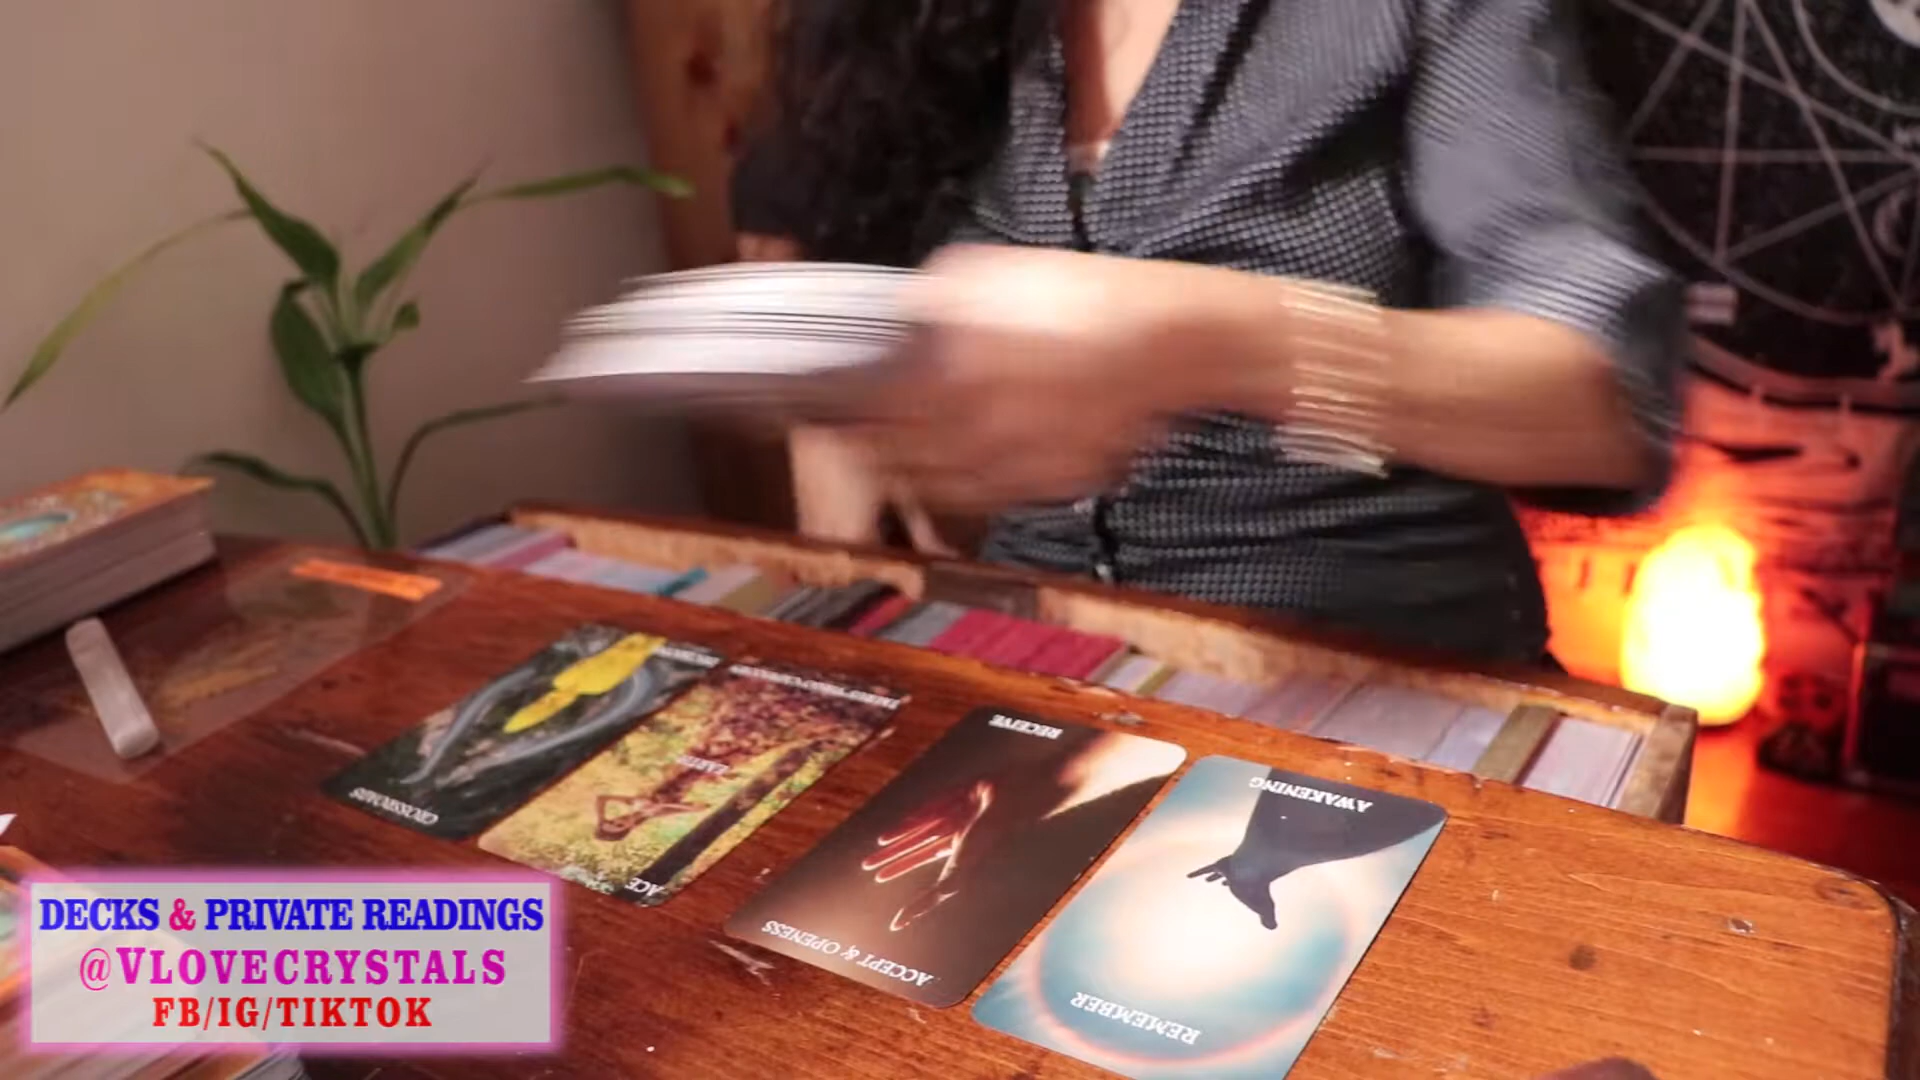 CROSSROADS
EARTH
ACE
RECEIVE
ACCEPT & OPENESS
AWAKENING
REMEMBER
DECKS & PRIVATE READINGS
@VLOVECRYSTALS
FB/IG/TIKTOK